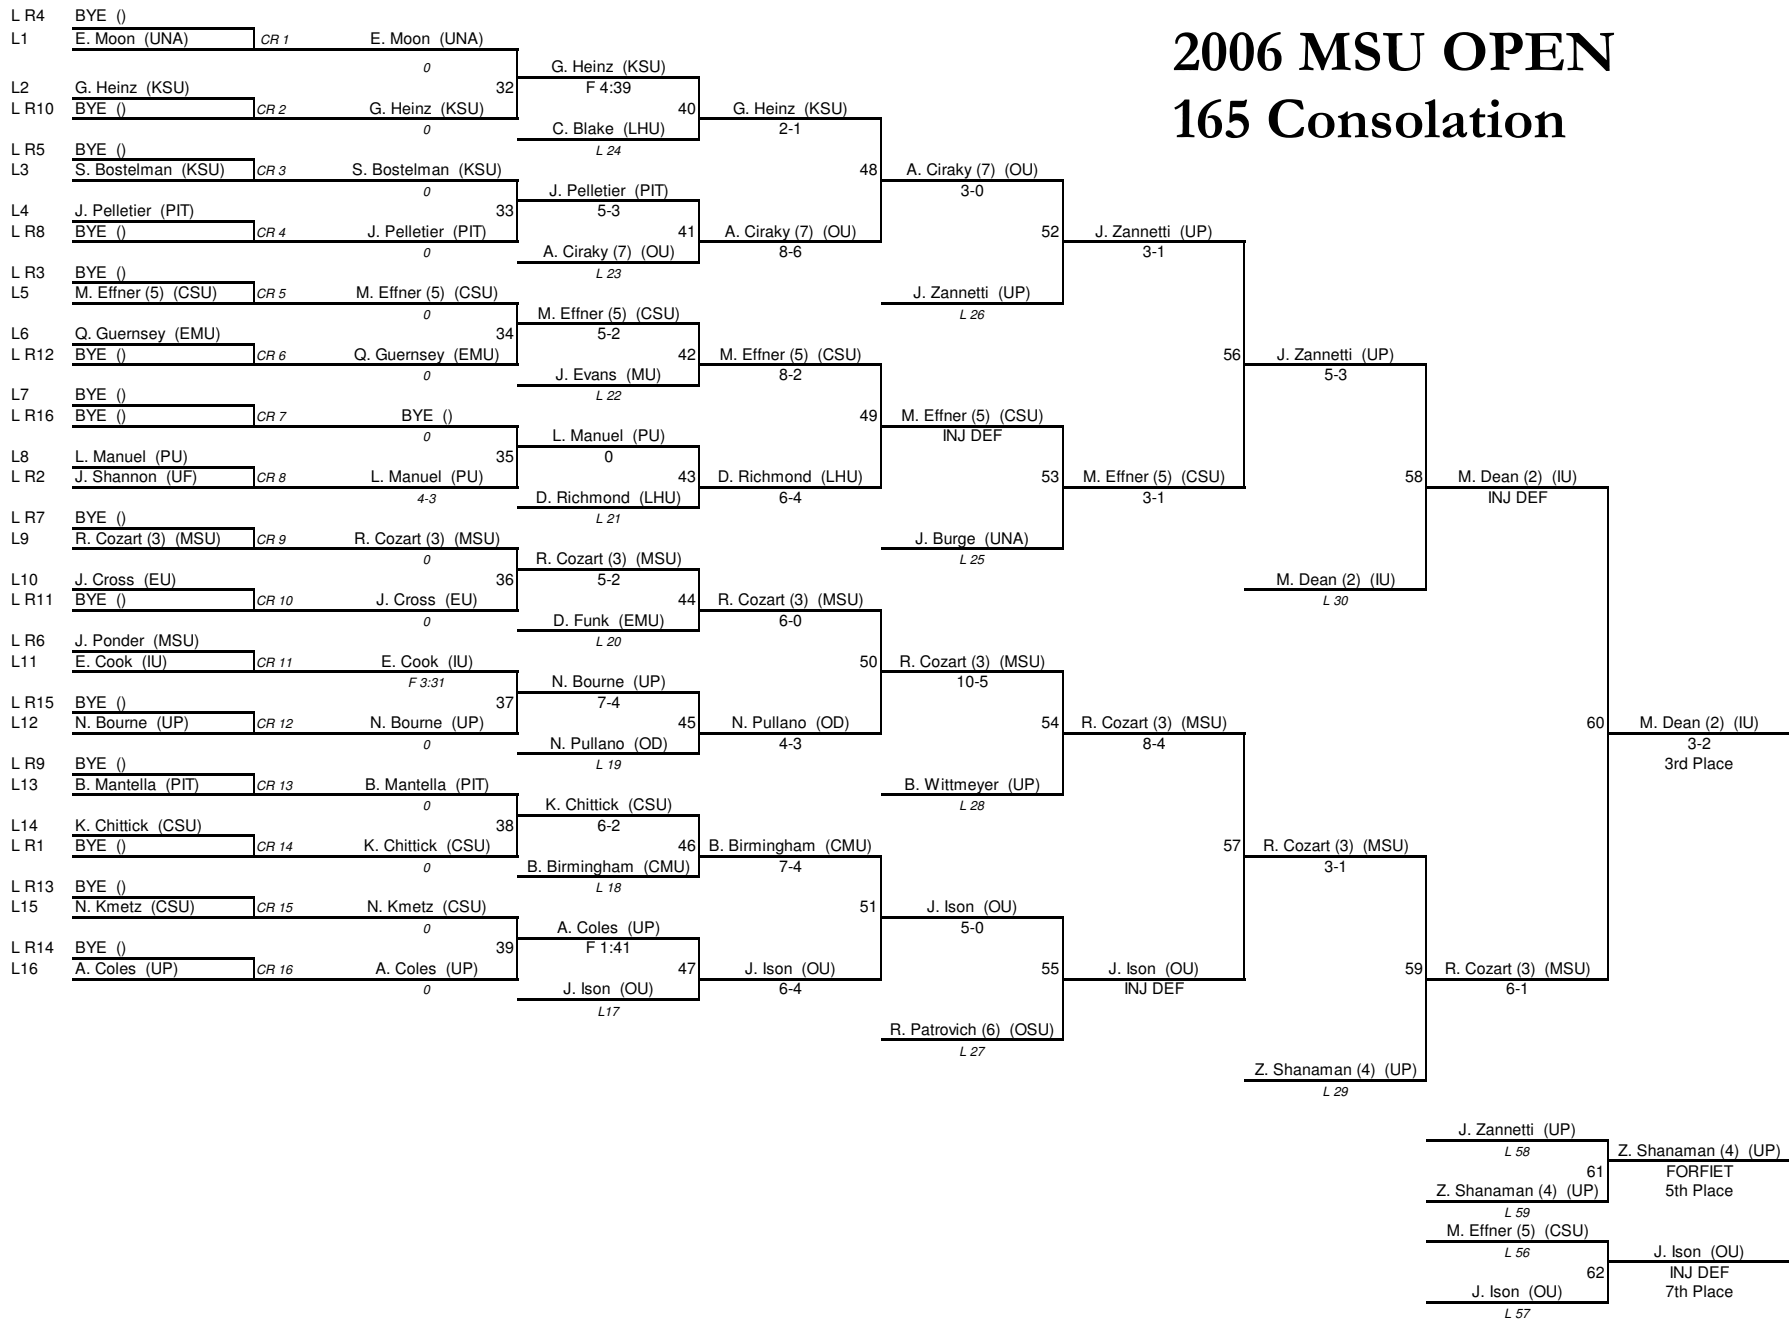 L R4 BYE ()
2006 MSU OPEN
L1 E. Moon (UNA) CR 1 E. Moon (UNA)
0 G. Heinz (KSU)
L2 G. Heinz (KSU) 32 F 4:39
L R10 BYE () CR 2 G. Heinz (KSU) 40 G. Heinz (KSU)
165 Consolation
0 C. Blake (LHU) 2-1
L R5 BYE () L 24
L3 S. Bostelman (KSU) CR 3 S. Bostelman (KSU) 48 A. Ciraky (7) (OU)
0 J. Pelletier (PIT) 3-0
L4 J. Pelletier (PIT) 33 5-3
L R8 BYE () CR 4 J. Pelletier (PIT) 41 A. Ciraky (7) (OU) 52 J. Zannetti (UP)
0 A. Ciraky (7) (OU) 8-6 3-1
L R3 BYE () L 23
L5 M. Effner (5) (CSU) CR 5 M. Effner (5) (CSU) J. Zannetti (UP)
0 M. Effner (5) (CSU) L 26
L6 Q. Guernsey (EMU) 34 5-2
L R12 BYE () CR 6 Q. Guernsey (EMU) 42 M. Effner (5) (CSU) 56 J. Zannetti (UP)
0 J. Evans (MU) 8-2 5-3
L7 BYE () L 22
L R16 BYE () CR 7 BYE () 49 M. Effner (5) (CSU)
0 L. Manuel (PU) INJ DEF
L8 L. Manuel (PU) 35 0
L R2 J. Shannon (UF) CR 8 L. Manuel (PU) 43 D. Richmond (LHU) 53 M. Effner (5) (CSU) 58 M. Dean (2) (IU)
4-3 D. Richmond (LHU) 6-4 3-1 INJ DEF
L R7 BYE () L 21
L9 R. Cozart (3) (MSU) CR 9 R. Cozart (3) (MSU) J. Burge (UNA)
0 R. Cozart (3) (MSU) L 25
L10 J. Cross (EU) 36 5-2 M. Dean (2) (IU)
L R11 BYE () CR 10 J. Cross (EU) 44 R. Cozart (3) (MSU) L 30
0 D. Funk (EMU) 6-0
L R6 J. Ponder (MSU) L 20
L11 E. Cook (IU) CR 11 E. Cook (IU) 50 R. Cozart (3) (MSU)
F 3:31 N. Bourne (UP) 10-5
L R15 BYE () 37 7-4
L12 N. Bourne (UP) CR 12 N. Bourne (UP) 45 N. Pullano (OD) 54 R. Cozart (3) (MSU) 60 M. Dean (2) (IU)
0 N. Pullano (OD) 4-3 8-4 3-2
L R9 BYE () L 19 3rd Place
L13 B. Mantella (PIT) CR 13 B. Mantella (PIT) B. Wittmeyer (UP)
0 K. Chittick (CSU) L 28
L14 K. Chittick (CSU) 38 6-2
L R1 BYE () CR 14 K. Chittick (CSU) 46 B. Birmingham (CMU) 57 R. Cozart (3) (MSU)
0 B. Birmingham (CMU) 7-4 3-1
L R13 BYE () L 18
L15 N. Kmetz (CSU) CR 15 N. Kmetz (CSU) 51 J. Ison (OU)
0 A. Coles (UP) 5-0
L R14 BYE () 39 F 1:41
L16 A. Coles (UP) CR 16 A. Coles (UP) 47 J. Ison (OU) 55 J. Ison (OU) 59 R. Cozart (3) (MSU)
0 J. Ison (OU) 6-4 INJ DEF 6-1
L17
R. Patrovich (6) (OSU)
L 27
Z. Shanaman (4) (UP)
L 29
J. Zannetti (UP)
L 58 Z. Shanaman (4) (UP)
61 FORFIET
Z. Shanaman (4) (UP) 5th Place
L 59
M. Effner (5) (CSU)
L 56 J. Ison (OU)
62 INJ DEF
J. Ison (OU) 7th Place
L 57